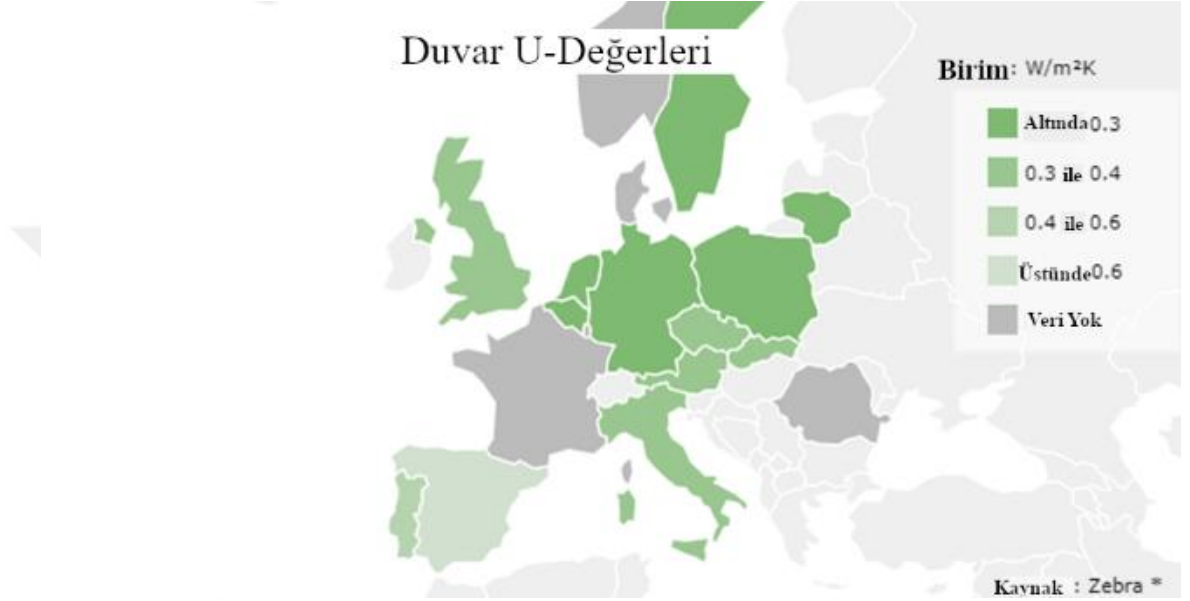 Duvar U-Değerleri
Birim: W/m²K
Altında 0.3
0.3 ile 0.4
0.4 ile 0.6
Üstünde 0.6
Veri Yok
Kaynak : Zebra *